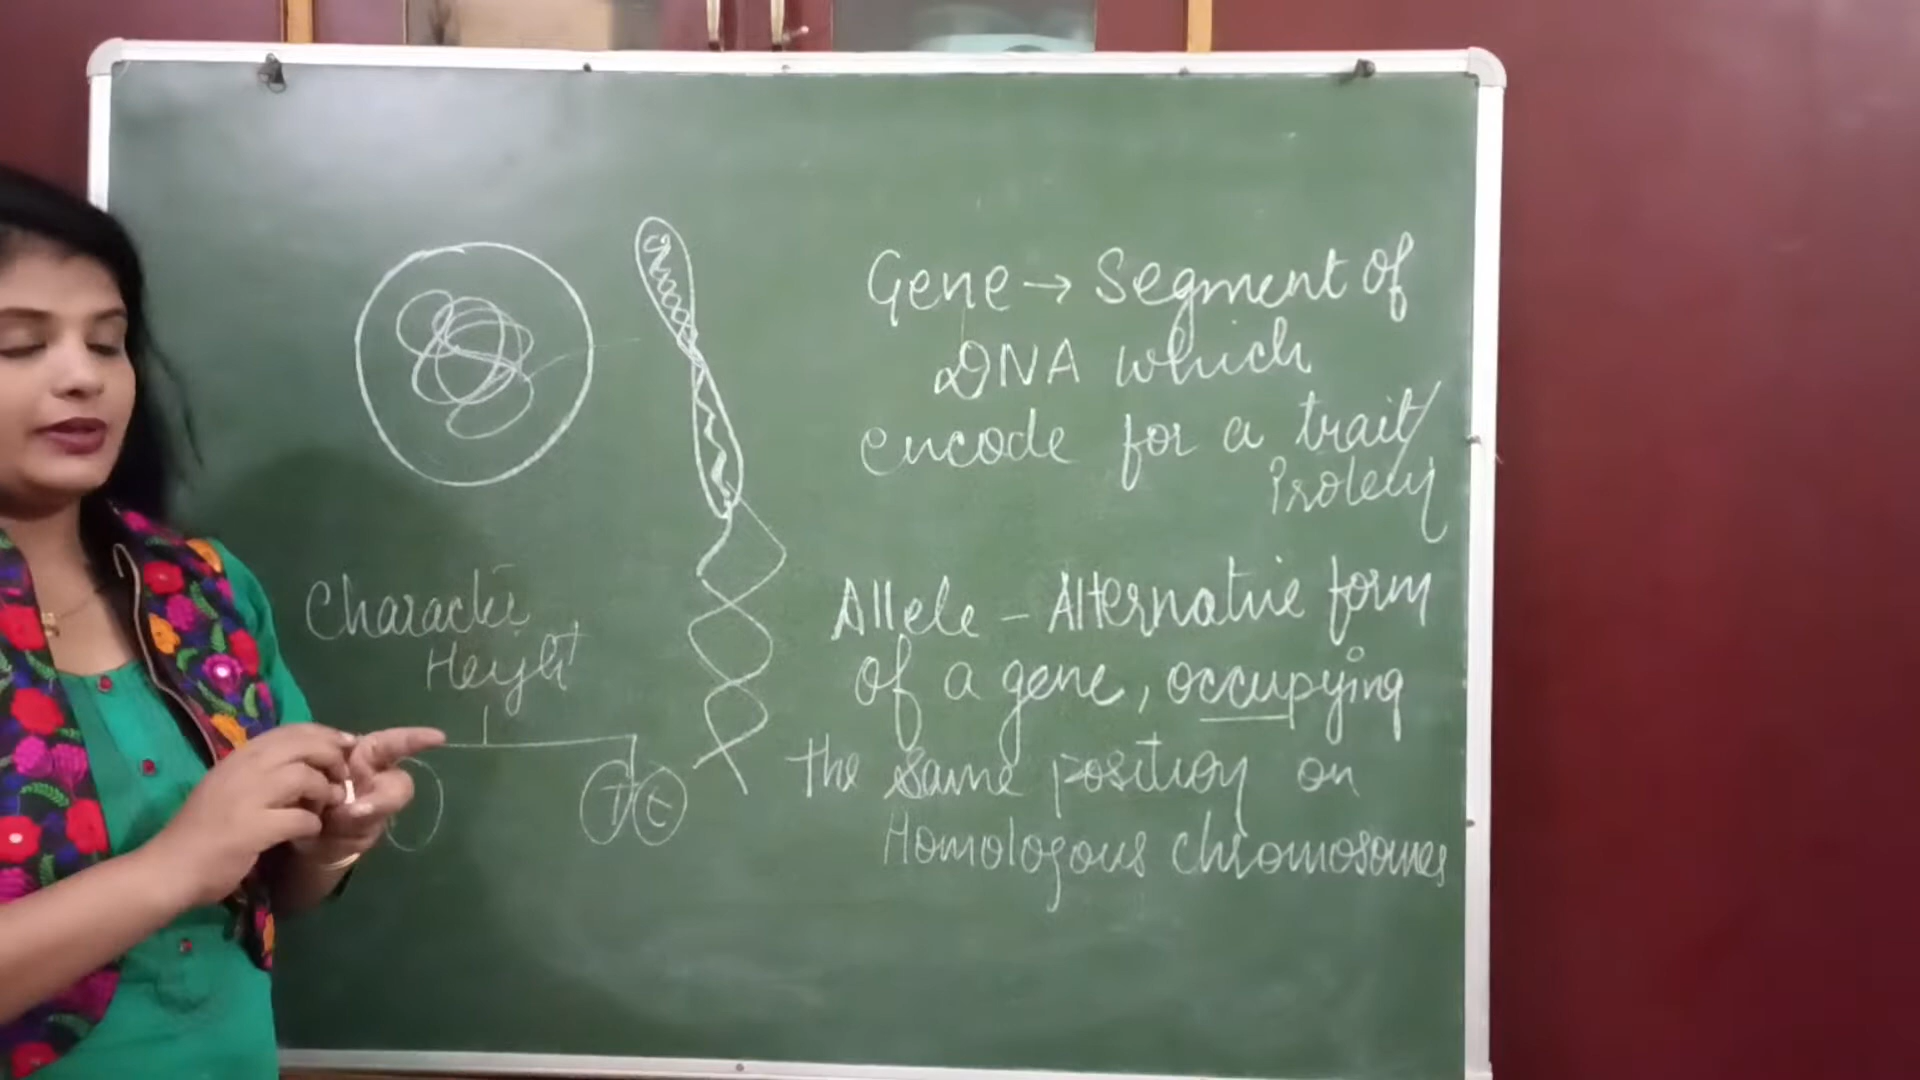 Gene → Segment of
DNA which
encode for a trait/
Protein
Allele - Alternative form
of a gene, occupying
the same position on
Homologous chromosomes
Character
Height
T t